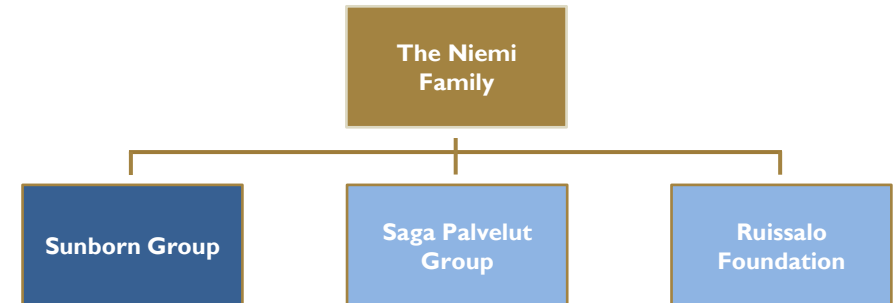 The Niemi
Family
Sunborn Group
Saga Palvelut
Group
Ruissalo
Foundation